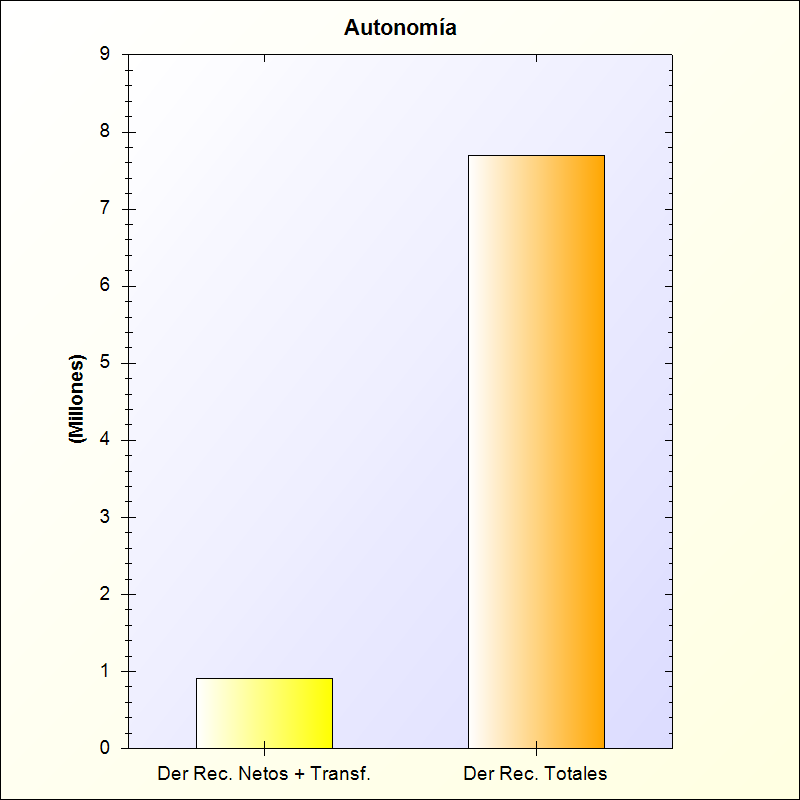 Autonomía
9
8
7
6
5
4
3
2
1
0
(Millones)
Der Rec. Netos + Transf.
Der Rec. Totales